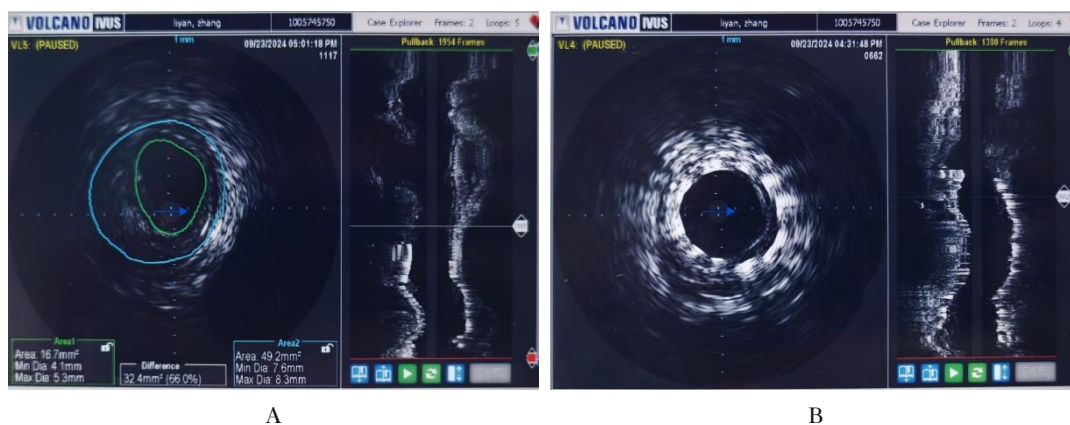 VOLCANO IVUS
liyan, zhang
1005745750
Case Explorer Frames: 2 Loops: 5
VL5: (PAUSED)
1 mm
09/23/2024 05:01:18 PM
1117
Pullback 1954 Frames
Area1
Area: 16.7mm²
Min Dia: 4.1mm
Max Dia: 5.3mm
Difference
32.4mm² (66.0%)
Area2
Area: 49.2mm²
Min Dia: 7.6mm
Max Dia: 8.3mm
A
VOLCANO IVUS
liyan, zhang
1005745750
Case Explorer Frames: 2 Loops: 4
VL4: (PAUSED)
1 mm
09/23/2024 04:31:48 PM
0662
Pullback 1380 Frames
B